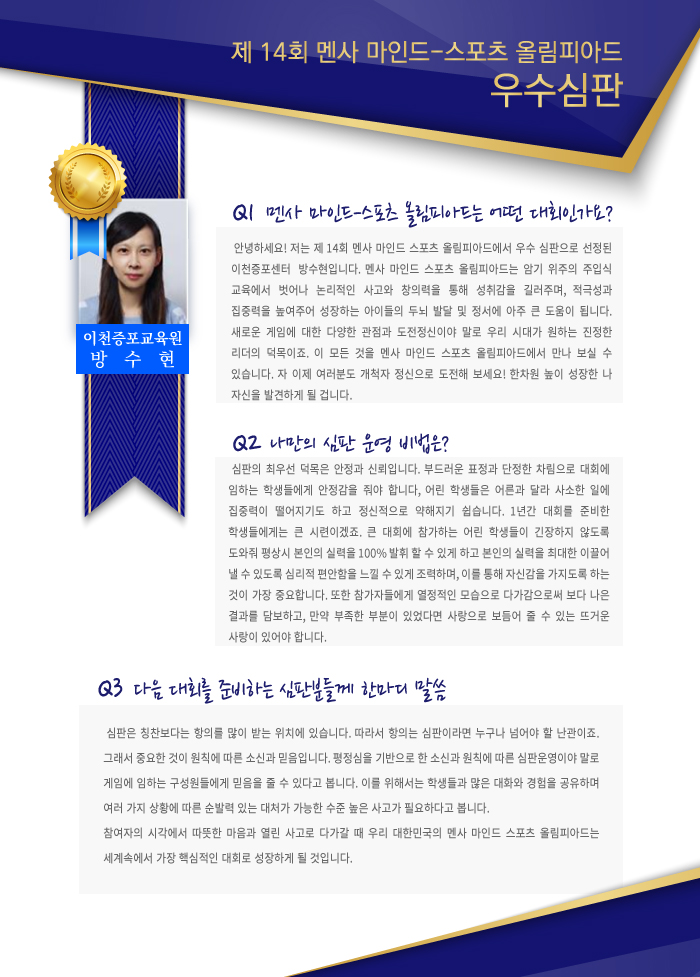 제 14회 멘사 마인드-스포츠 올림피아드
우수심판
이천증포교육원
방 수 현
Q1 멘사 마인드-스포츠 올림피아드는 어떤 대회인가요?
안녕하세요! 저는 제 14회 멘사 마인드 스포츠 올림피아드에서 우수 심판으로 선정된
이천증포센터 방수현입니다. 멘사 마인드 스포츠 올림피아드는 암기 위주의 주입식
교육에서 벗어나 논리적인 사고와 창의력을 통해 성취감을 길러주며, 적극성과
집중력을 높여주어 성장하는 아이들의 두뇌 발달 및 정서에 아주 큰 도움이 됩니다.
새로운 게임에 대한 다양한 관점과 도전정신이야 말로 우리 시대가 원하는 진정한
리더의 덕목이죠. 이 모든 것을 멘사 마인드 스포츠 올림피아드에서 만나 보실 수
있습니다. 자 이제 여러분도 개척자 정신으로 도전해 보세요! 한차원 높이 성장한 나
자신을 발견하게 될 겁니다.
Q2 나만의 심판 운영 비법은?
심판의 최우선 덕목은 안정과 신뢰입니다. 부드러운 표정과 단정한 차림으로 대회에
임하는 학생들에게 안정감을 줘야 합니다, 어린 학생들은 어른과 달라 사소한 일에
집중력이 떨어지기도 하고 정신적으로 약해지기 쉽습니다. 1년간 대회를 준비한
학생들에게는 큰 시련이겠죠. 큰 대회에 참가하는 어린 학생들이 긴장하지 않도록
도와줘 평상시 본인의 실력을 100% 발휘 할 수 있게 하고 본인의 실력을 최대한 이끌어
낼 수 있도록 심리적 편안함을 느낄 수 있게 조력하며, 이를 통해 자신감을 가지도록 하는
것이 가장 중요합니다. 또한 참가자들에게 열정적인 모습으로 다가감으로써 보다 나은
결과를 담보하고, 만약 부족한 부분이 있었다면 사랑으로 보듬어 줄 수 있는 뜨거운
사랑이 있어야 합니다.
Q3 다음 대회를 준비하는 심판분들께 한마디 말씀
심판은 칭찬보다는 항의를 많이 받는 위치에 있습니다. 따라서 항의는 심판이라면 누구나 넘어야 할 난관이죠.
그래서 중요한 것이 원칙에 따른 소신과 믿음입니다. 평정심을 기반으로 한 소신과 원칙에 따른 심판운영이야 말로
게임에 임하는 구성원들에게 믿음을 줄 수 있다고 봅니다. 이를 위해서는 학생들과 많은 대화와 경험을 공유하며
여러 가지 상황에 따른 순발력 있는 대처가 가능한 수준 높은 사고가 필요하다고 봅니다.
참여자의 시각에서 따뜻한 마음과 열린 사고로 다가갈 때 우리 대한민국의 멘사 마인드 스포츠 올림피아드는
세계속에서 가장 핵심적인 대회로 성장하게 될 것입니다.